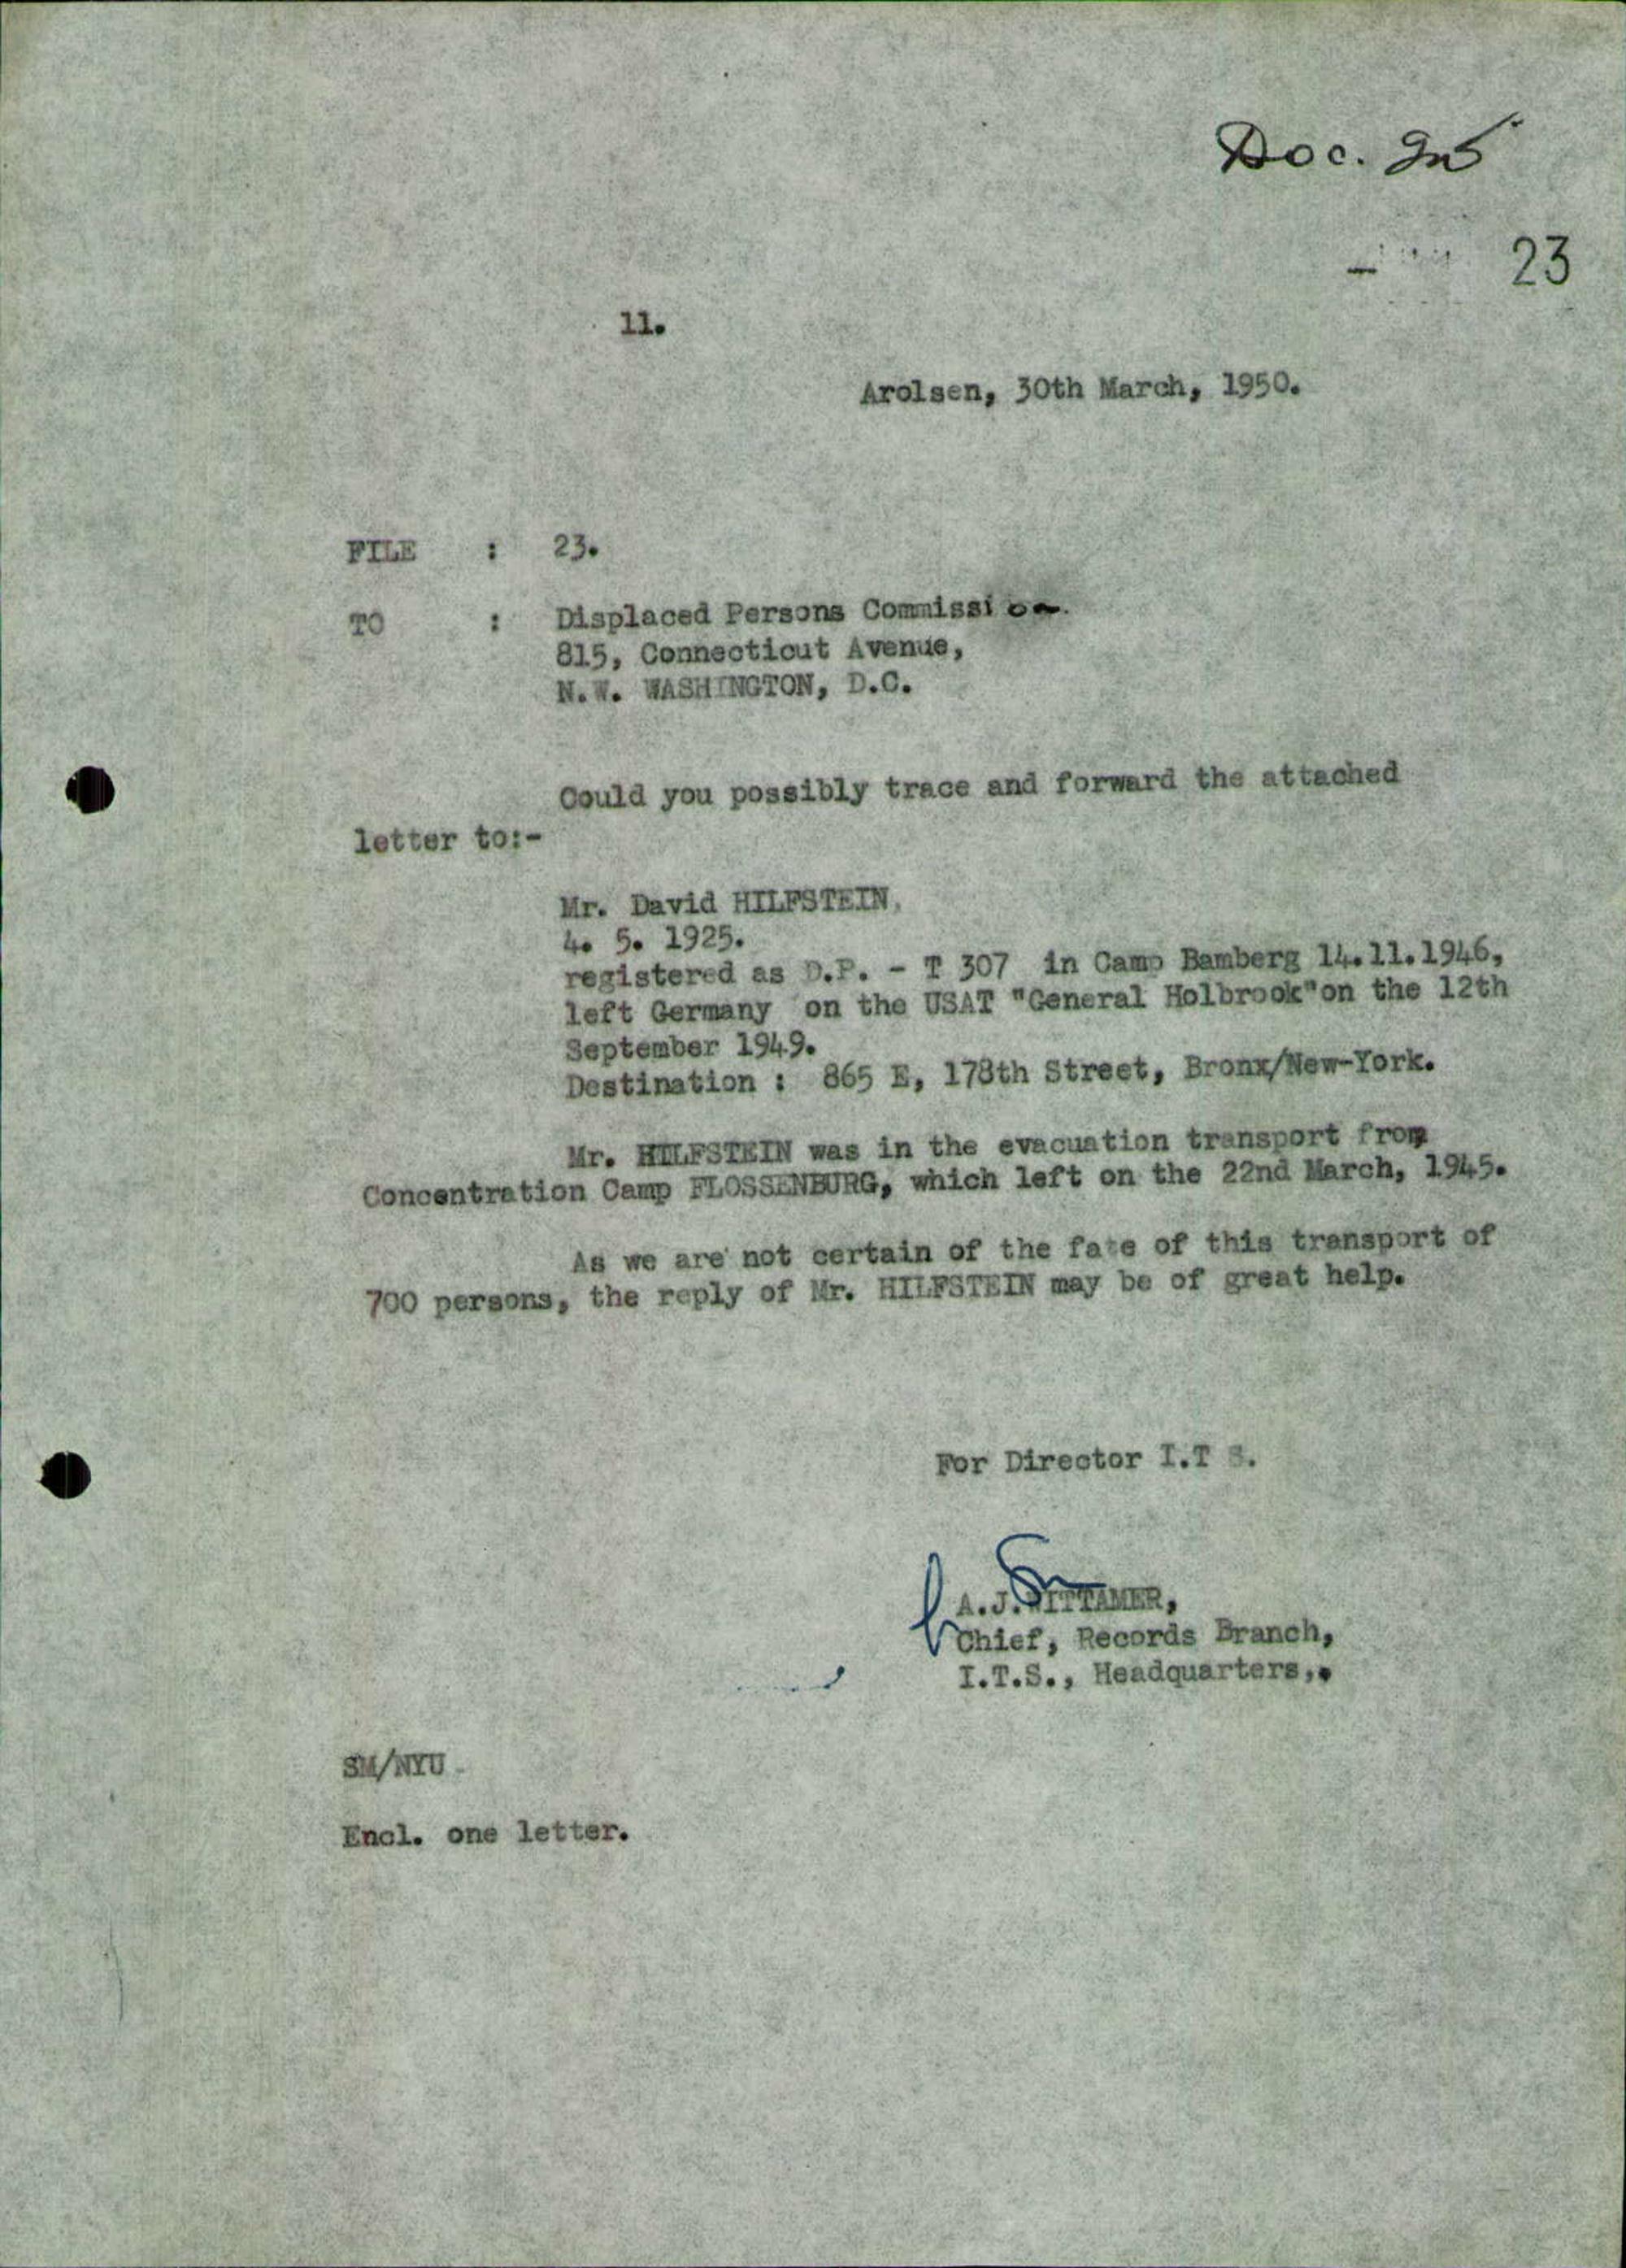 Doc. Ins
23
11.
Arolsen, 30th March, 1950.
FILE : 23.
TO : Displaced Persons Commission.
815, Connecticut Avenue,
N.W. WASHINGTON, D.C.
Could you possibly trace and forward the attached
letter to:-
Mr. David HILFSTEIN,
4. 5. 1925.
registered as D.P. - T 307 in Camp Bamberg 14.11.1946,
left Germany on the USAT "General Holbrook"on the 12th
September 1949.
Destination : 865 E, 178th Street, Bronx/New-York.
Mr. HILFSTEIN was in the evacuation transport from
Concentration Camp FLOSSENBURG, which left on the 22nd March, 1945.
As we are not certain of the fate of this transport of
700 persons, the reply of Mr. HILFSTEIN may be of great help.
For Director I.T S.
A.J.WITTAMER,
Chief, Records Branch,
I.T.S., Headquarters,.
SM/NYU
Encl. one letter.